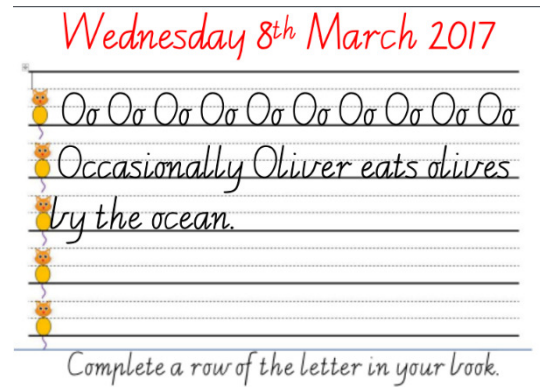 Wednesday 8th March 2017
Oo Oo Oo Oo Oo Oo Oo Oo Oo Oo
Occasionally Oliver eats olives
by the ocean.
Complete a row of the letter in your book.